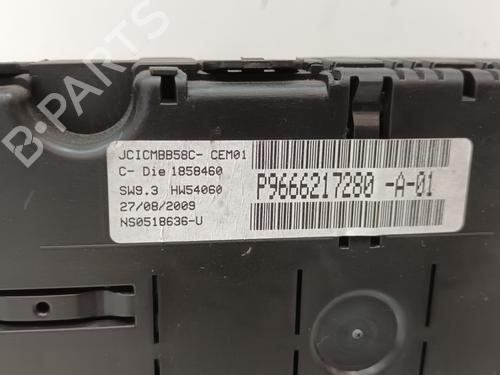 B-PARTS
JCICMBB58C- CEM01
C- Die 1858460
SW9.3 HW54060
27/08/2009
NS0518636-U
P9666217280 -A-01